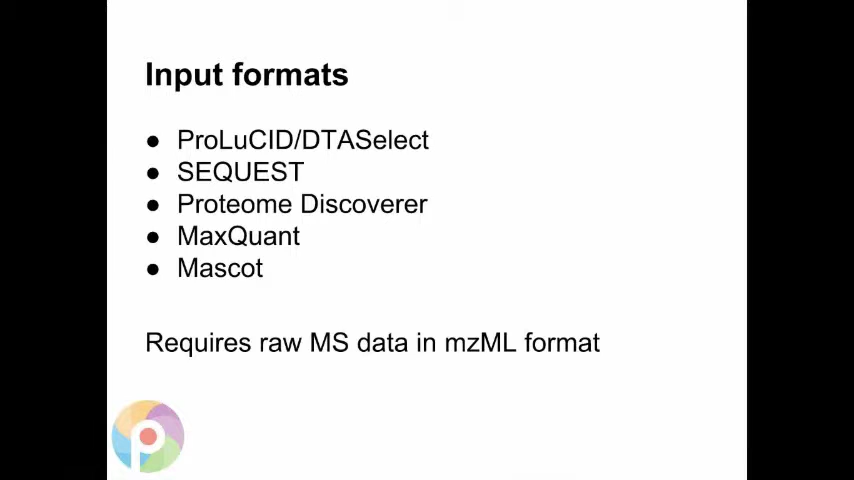 Input formats
● ProLuCID/DTASelect
● SEQUEST
● Proteome Discoverer
● MaxQuant
● Mascot
Requires raw MS data in mzML format
p